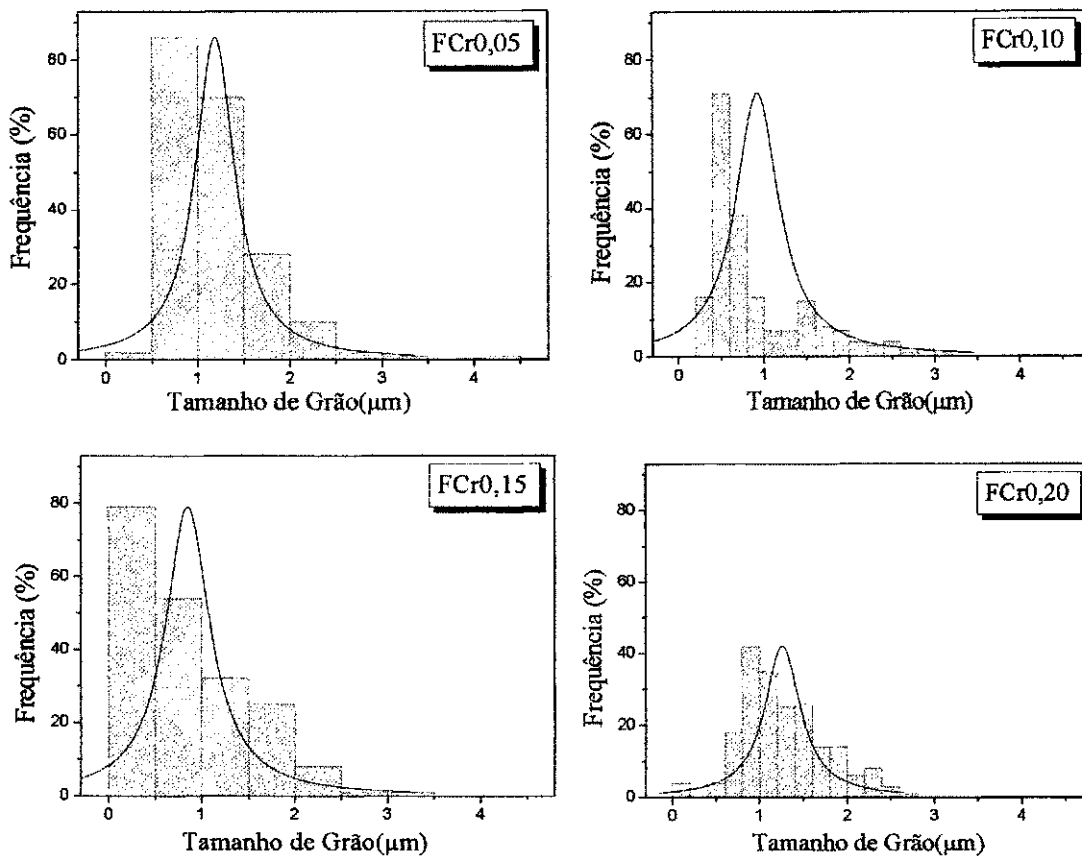 FCr0,05
Frequência (%)
80
60
40
20
0
0 1 2 3 4
Tamanho de Grão(μm)
FCr0,10
Frequência (%)
80
60
40
20
0
0 1 2 3 4
Tamanho de Grão(μm)
FCr0,15
Frequência (%)
80
60
40
20
0
0 1 2 3 4
Tamanho de Grão(μm)
FCr0,20
Frequência (%)
80
60
40
20
0
0 1 2 3 4
Tamanho de Grão(μm)